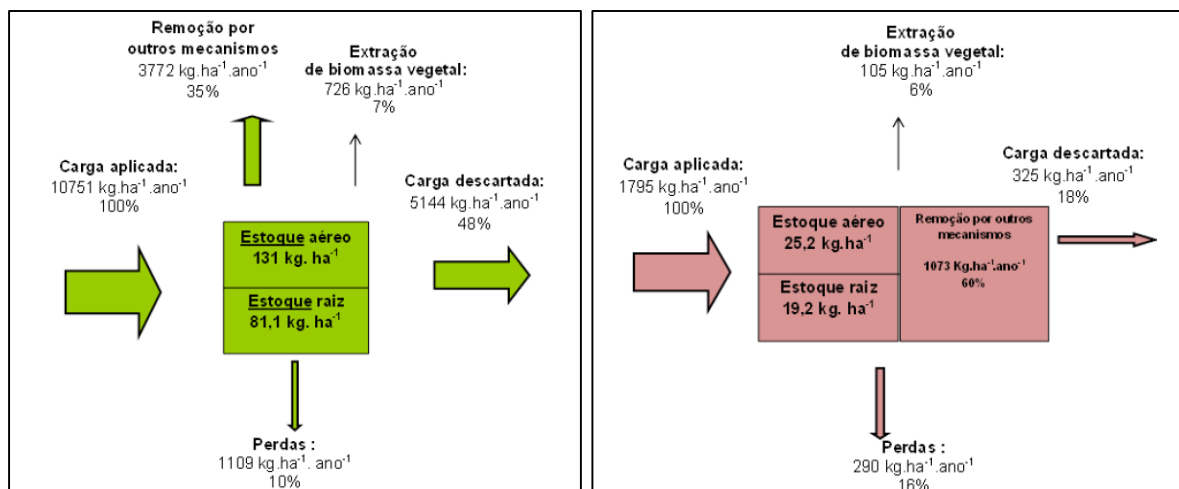 Remoção por
outros mecanismos
3772 kg.ha⁻¹.ano⁻¹
35%
Extração
de biomassa vegetal:
726 kg.ha⁻¹.ano⁻¹
7%
Carga aplicada:
10751 kg.ha⁻¹.ano⁻¹
100%
Carga descartada:
5144 kg.ha⁻¹.ano⁻¹
48%
Estoque aéreo
131 kg. ha⁻¹
Estoque raiz
81,1 kg. ha⁻¹
Perdas :
1109 kg.ha⁻¹. ano⁻¹
10%
Extração
de biomassa vegetal:
105 kg.ha⁻¹.ano⁻¹
6%
Carga aplicada:
1795 kg.ha⁻¹.ano⁻¹
100%
Carga descartada:
325 kg.ha⁻¹.ano⁻¹
18%
Estoque aéreo
25,2 kg.ha⁻¹
Estoque raiz
19,2 kg. ha⁻¹
Remoção por outros
mecanismos
1073 Kg.ha⁻¹.ano⁻¹
60%
Perdas :
290 kg.ha⁻¹.ano⁻¹
16%